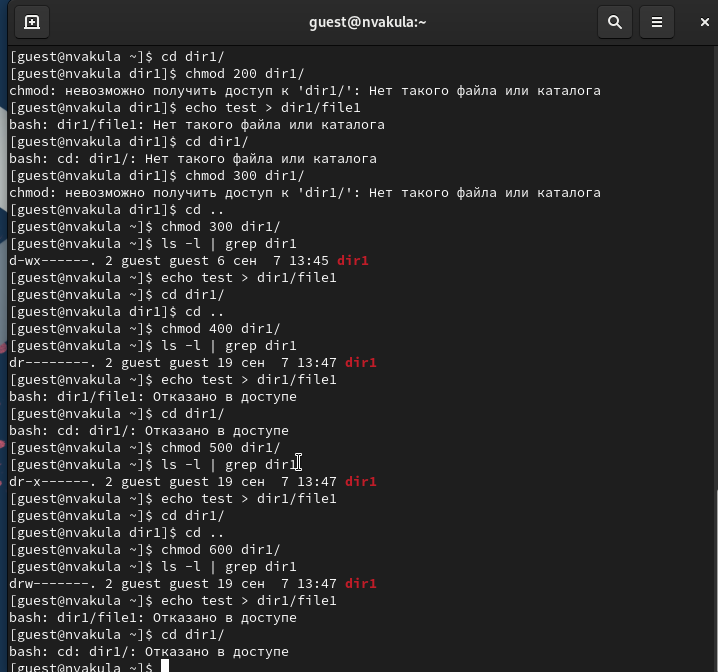 guest@nvakula:~
[guest@nvakula ~]$ cd dir1/
[guest@nvakula dir1]$ chmod 200 dir1/
chmod: невозможно получить доступ к 'dir1/': Нет такого файла или каталога
[guest@nvakula dir1]$ echo test > dir1/file1
bash: dir1/file1: Нет такого файла или каталога
[guest@nvakula dir1]$ cd dir1/
bash: cd: dir1/: Нет такого файла или каталога
[guest@nvakula dir1]$ chmod 300 dir1/
chmod: невозможно получить доступ к 'dir1/': Нет такого файла или каталога
[guest@nvakula dir1]$ cd ..
[guest@nvakula ~]$ chmod 300 dir1/
[guest@nvakula ~]$ ls -l | grep dir1
d-wx------. 2 guest guest 6 сен  7 13:45 dir1
[guest@nvakula ~]$ echo test > dir1/file1
[guest@nvakula ~]$ cd dir1/
[guest@nvakula dir1]$ cd ..
[guest@nvakula ~]$ chmod 400 dir1/
[guest@nvakula ~]$ ls -l | grep dir1
dr--------. 2 guest guest 19 сен  7 13:47 dir1
[guest@nvakula ~]$ echo test > dir1/file1
bash: dir1/file1: Отказано в доступе
[guest@nvakula ~]$ cd dir1/
bash: cd: dir1/: Отказано в доступе
[guest@nvakula ~]$ chmod 500 dir1/
[guest@nvakula ~]$ ls -l | grep dir1
dr-x------. 2 guest guest 19 сен  7 13:47 dir1
[guest@nvakula ~]$ echo test > dir1/file1
[guest@nvakula ~]$ cd dir1/
[guest@nvakula dir1]$ cd ..
[guest@nvakula ~]$ chmod 600 dir1/
[guest@nvakula ~]$ ls -l | grep dir1
drw-------. 2 guest guest 19 сен  7 13:47 dir1
[guest@nvakula ~]$ echo test > dir1/file1
bash: dir1/file1: Отказано в доступе
[guest@nvakula ~]$ cd dir1/
bash: cd: dir1/: Отказано в доступе
[guest@nvakula ~]$